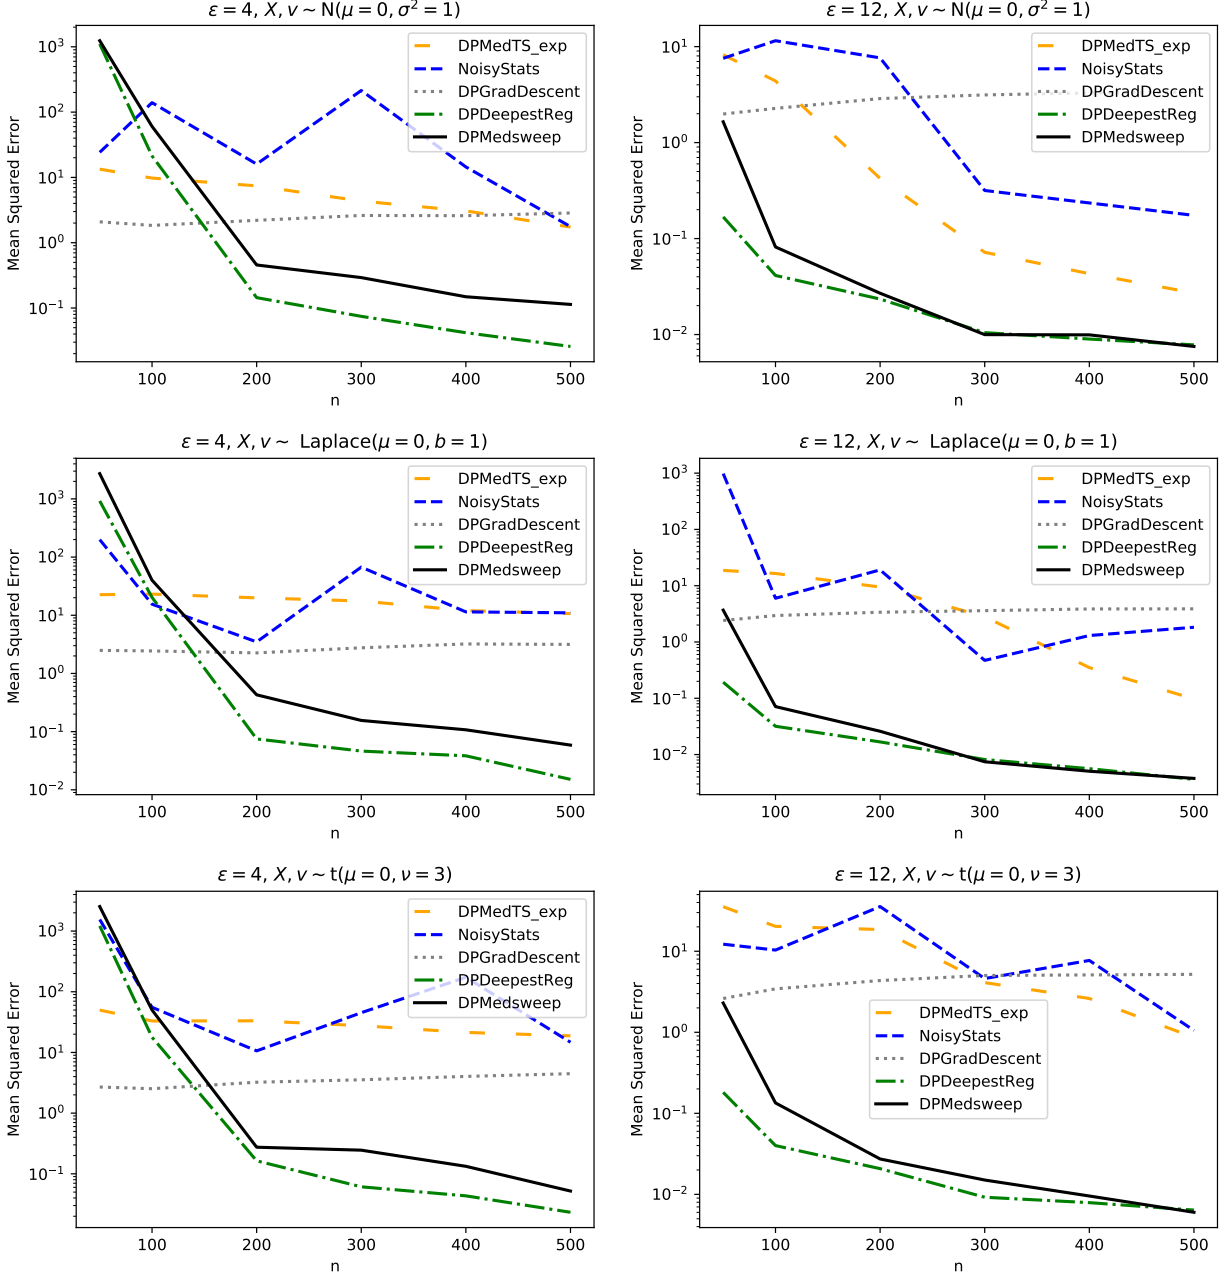 ε = 4, X, v ~ N(μ = 0, σ² = 1)
10³
10²
10¹
10⁰
10⁻¹
Mean Squared Error
DPMedTS_exp
NoisyStats
DPGradDescent
DPDeepestReg
DPMedsweep
100 200 300 400 500
n
ε = 12, X, v ~ N(μ = 0, σ² = 1)
10¹
10⁰
10⁻¹
10⁻²
Mean Squared Error
DPMedTS_exp
NoisyStats
DPGradDescent
DPDeepestReg
DPMedsweep
100 200 300 400 500
n
ε = 4, X, v ~ Laplace(μ = 0, b = 1)
10³
10²
10¹
10⁰
10⁻¹
10⁻²
Mean Squared Error
DPMedTS_exp
NoisyStats
DPGradDescent
DPDeepestReg
DPMedsweep
100 200 300 400 500
n
ε = 12, X, v ~ Laplace(μ = 0, b = 1)
10³
10²
10¹
10⁰
10⁻¹
10⁻²
Mean Squared Error
DPMedTS_exp
NoisyStats
DPGradDescent
DPDeepestReg
DPMedsweep
100 200 300 400 500
n
ε = 4, X, v ~ t(μ = 0, ν = 3)
10³
10²
10¹
10⁰
10⁻¹
Mean Squared Error
DPMedTS_exp
NoisyStats
DPGradDescent
DPDeepestReg
DPMedsweep
100 200 300 400 500
n
ε = 12, X, v ~ t(μ = 0, ν = 3)
10¹
10⁰
10⁻¹
10⁻²
Mean Squared Error
DPMedTS_exp
NoisyStats
DPGradDescent
DPDeepestReg
DPMedsweep
100 200 300 400 500
n